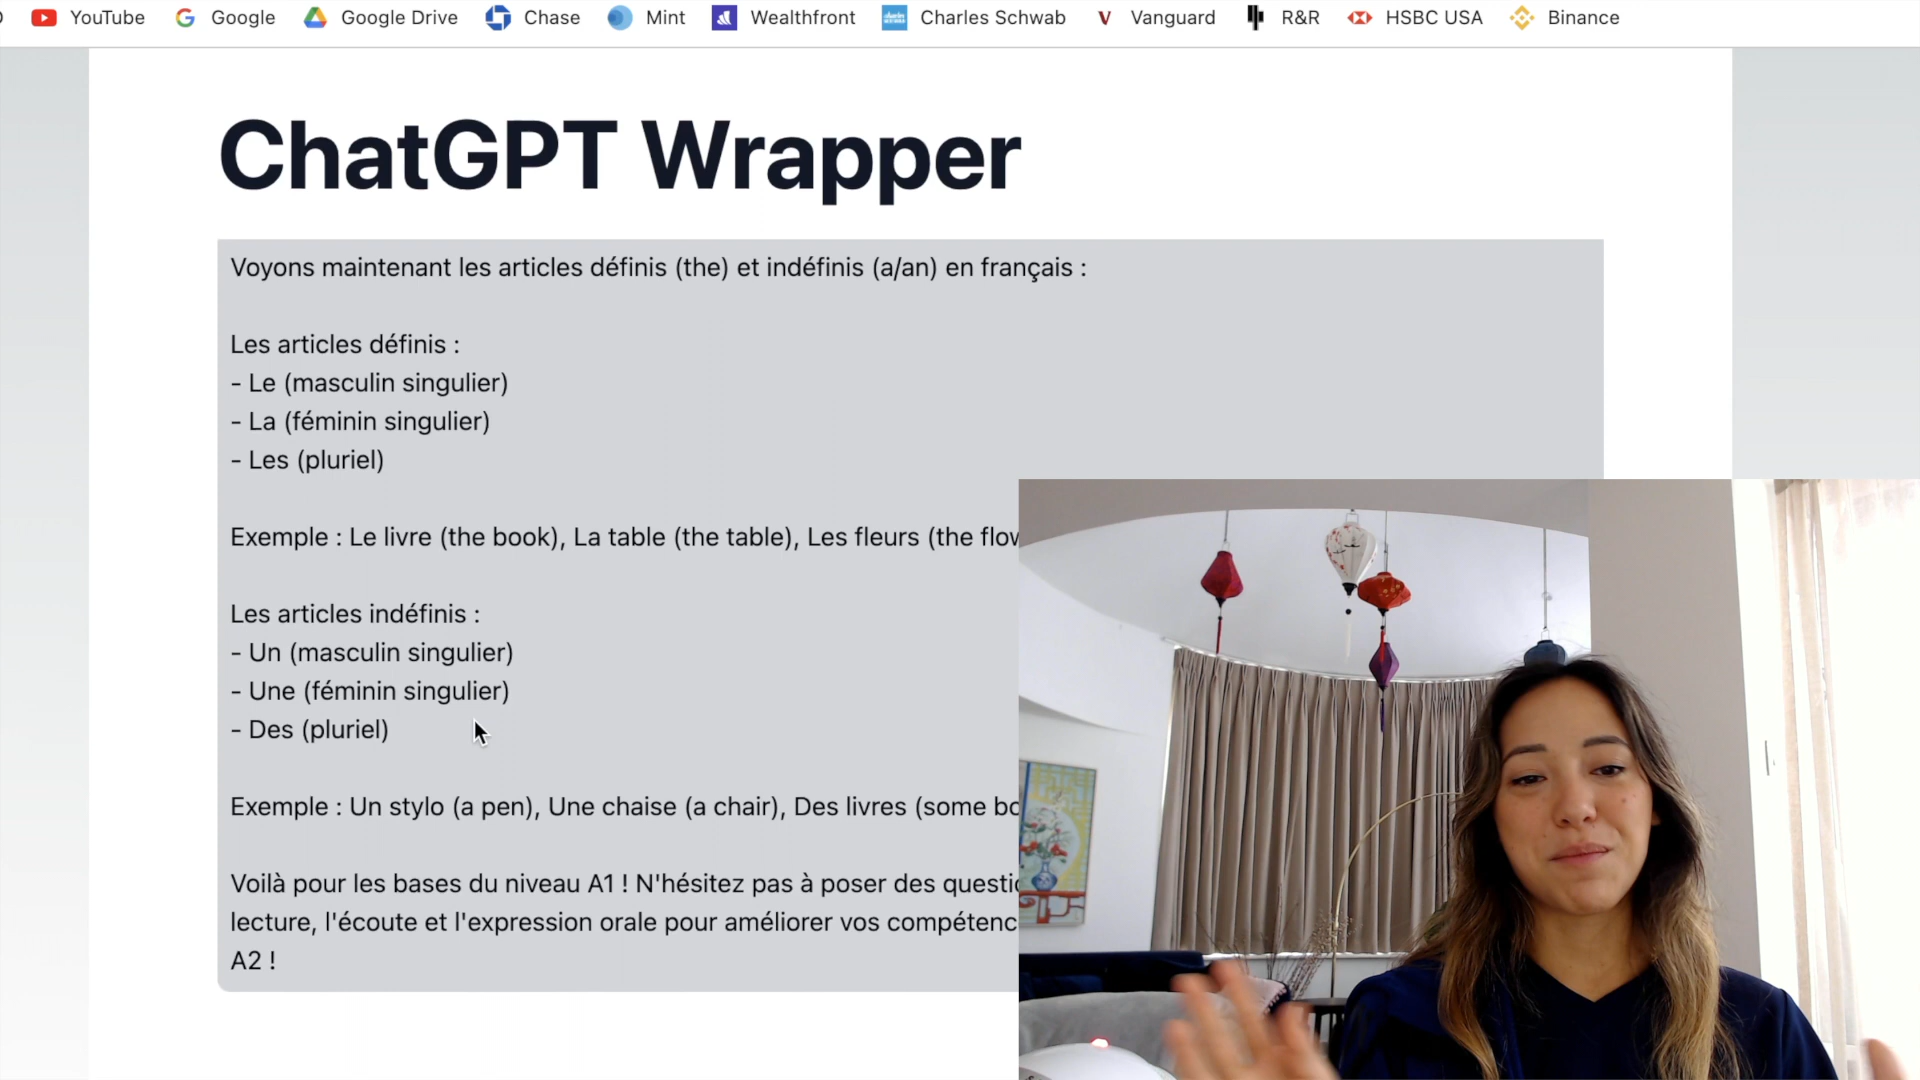 YouTube Google Google Drive Chase Mint Wealthfront Charles Schwab Vanguard R&R HSBC USA Binance
ChatGPT Wrapper
Voyons maintenant les articles définis (the) et indéfinis (a/an) en français :
Les articles définis :
- Le (masculin singulier)
- La (féminin singulier)
- Les (pluriel)
Exemple : Le livre (the book), La table (the table), Les fleurs (the
Les articles indéfinis :
- Un (masculin singulier)
- Une (féminin singulier)
- Des (pluriel)
Exemple : Un stylo (a pen), Une chaise (a chair), Des livres (some
Voilà pour les bases du niveau A1 ! N'hésitez pas à poser des
lecture, l'écoute et l'expression orale pour améliorer vos
A2 !